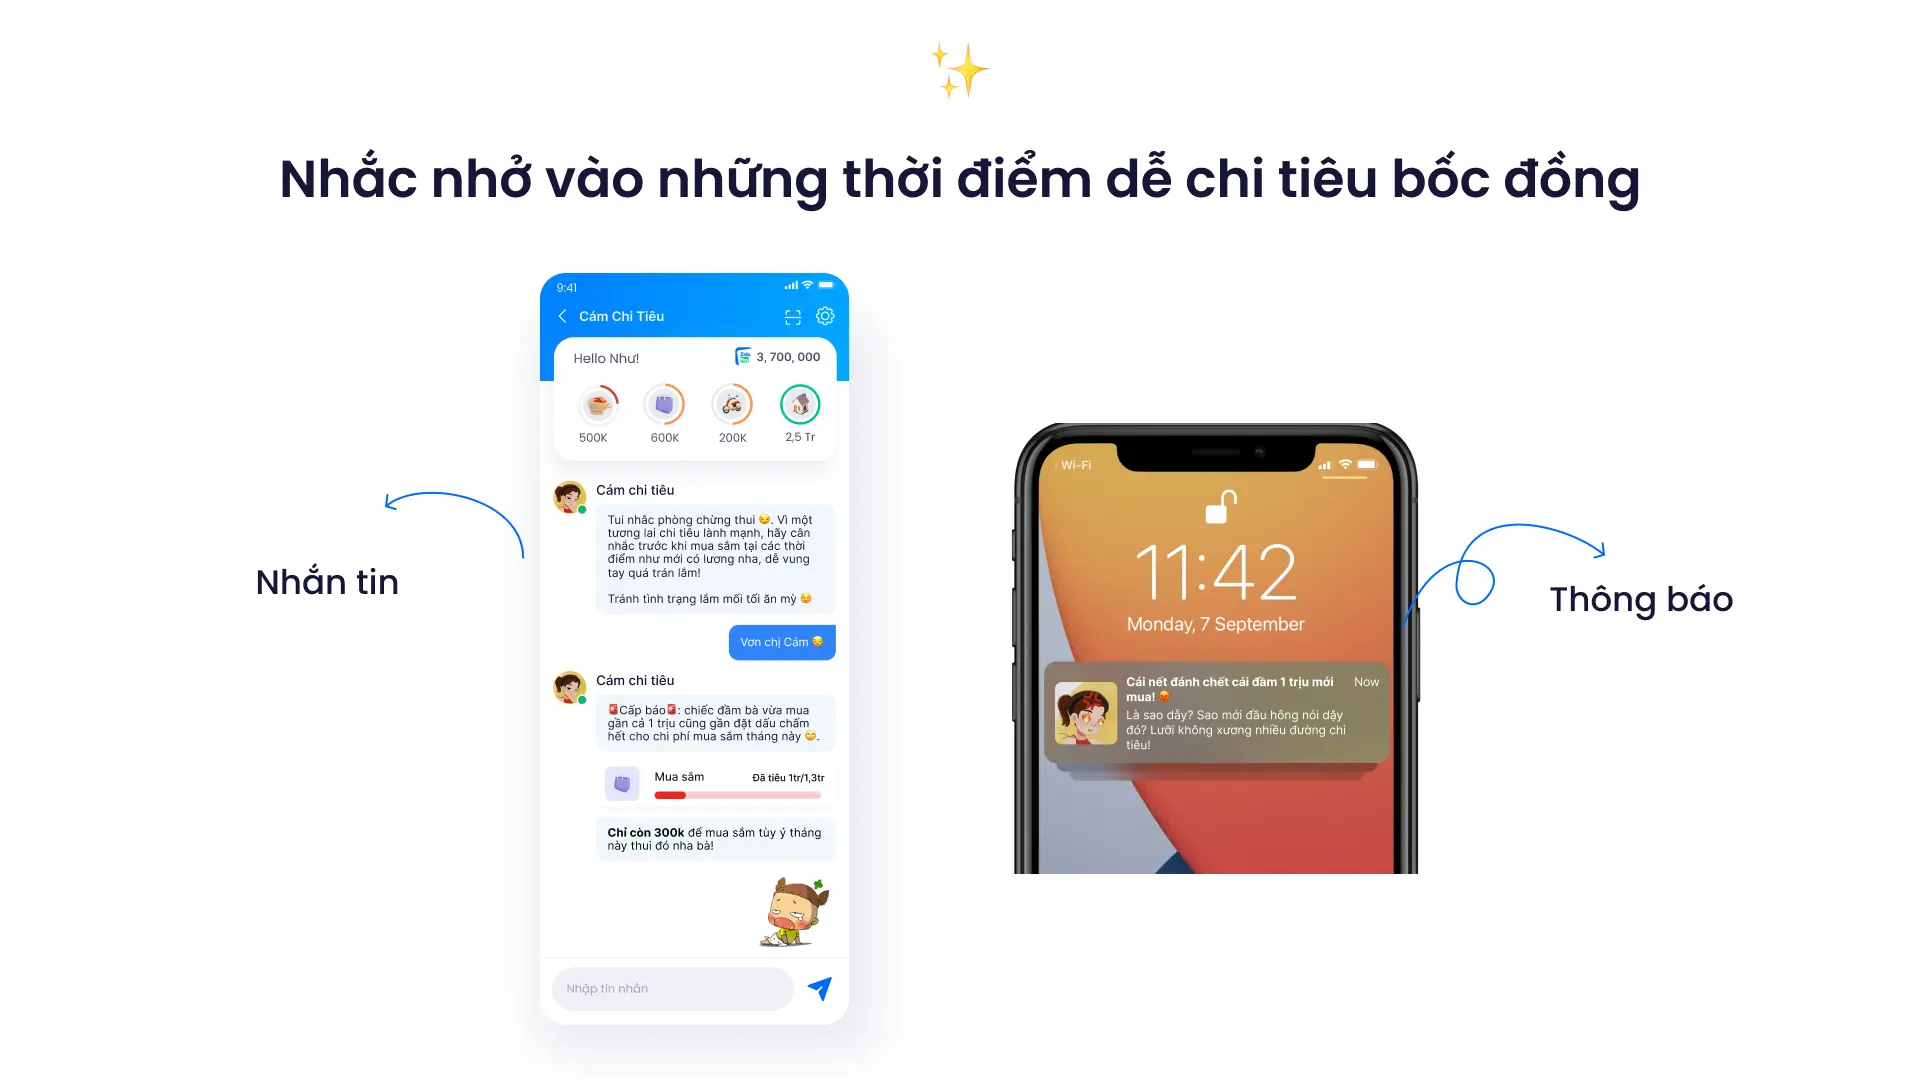 Nhắc nhở vào những thời điểm dễ chi tiêu bốc đồng
Nhắn tin
9:41
Cám Chi Tiêu
Hello Như!
3, 700, 000
500K
600K
200K
2,5 Tr
Cám chi tiêu
Tui nhắc phòng chừng thui 😏. Vì một
tương lai chi tiêu lành mạnh, hãy cân
nhắc trước khi mua sắm tại các thời
điểm như mới có lương nha, dễ vung
tay quá trán lắm!
Tránh tình trạng lắm mối tối ăn mỳ 😌
Vơn chị Cám 😏
Cám chi tiêu
🚨Cấp báo🚨: chiếc đầm bà vừa mua
gần cả 1 trịu cũng gần đặt dấu chấm
hết cho chi phí mua sắm tháng này 😋.
Mua sắm
Đã tiêu 1tr/1,3tr
Chỉ còn 300k để mua sắm tùy ý tháng
này thui đó nha bà!
Nhập tin nhắn
Wi-Fi
11:42
Monday, 7 September
Cái nết đánh chết cái đầm 1 trịu mới
mua! 😡
Now
Là sao dẫy? Sao mới đầu hông nói dậy
đó? Lưỡi không xương nhiều đường chi
tiêu!
Thông báo